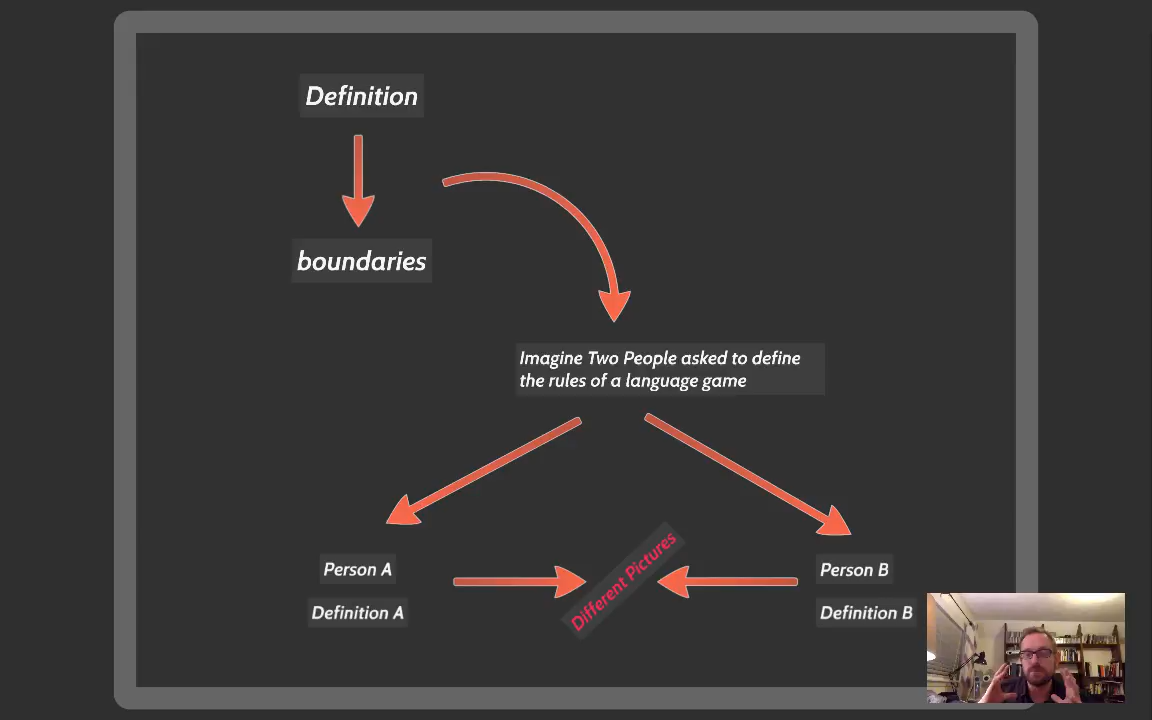 Definition
boundaries
Imagine Two People asked to define
the rules of a language game
Person A
Definition A
Different Pictures
Person B
Definition B